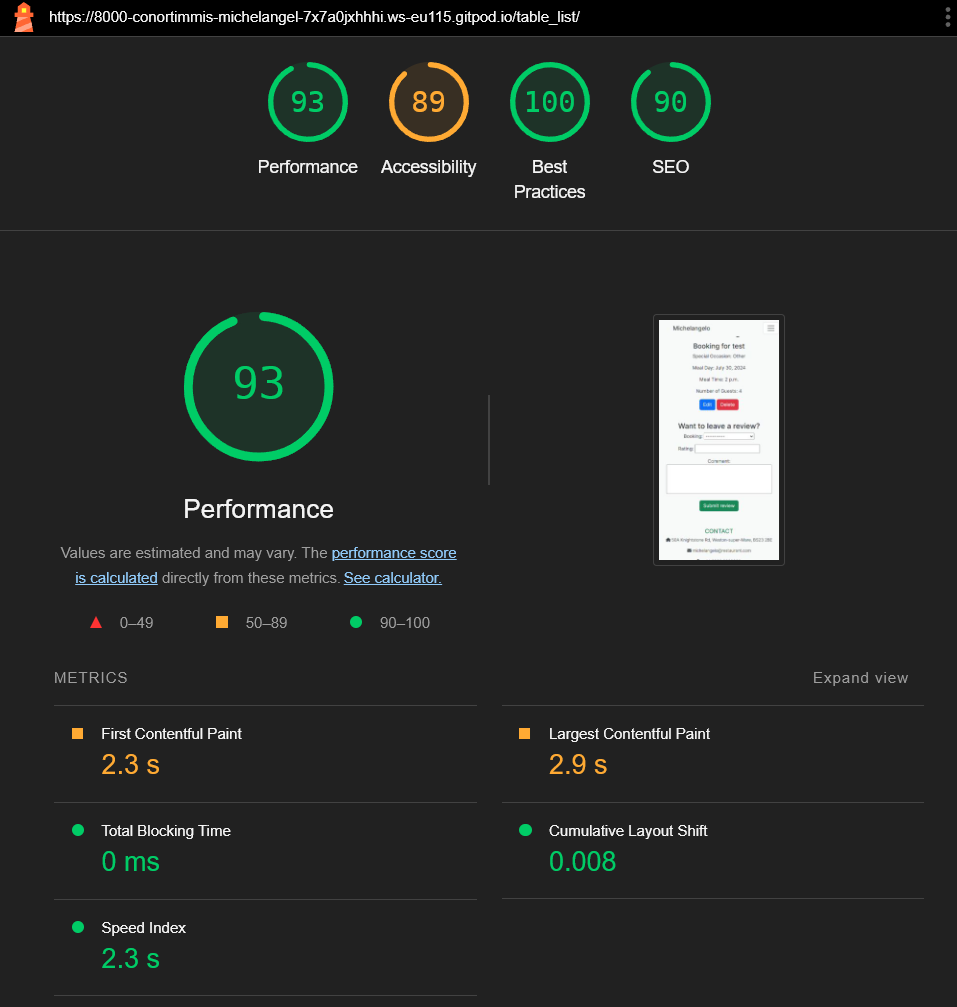 https://8000-conortimmis-michelangel-7x7a0jxhhhi.ws-eu115.gitpod.io/table_list/
93
89
100
90
Performance
Accessibility
Best
Practices
SEO
93
Performance
Values are estimated and may vary. The performance score
is calculated directly from these metrics. See calculator.
0–49
50–89
90–100
Michelangelo
Booking for test
Special Occasion: Other
Meal Day: July 30, 2024
Meal Time: 2 p.m.
Number of Guests: 4
Edit Delete
Want to leave a review?
Booking: ---------
Rating:
Comment:
Submit review
CONTACT
METRICS
Expand view
First Contentful Paint
2.3 s
Largest Contentful Paint
2.9 s
Total Blocking Time
0 ms
Cumulative Layout Shift
0.008
Speed Index
2.3 s